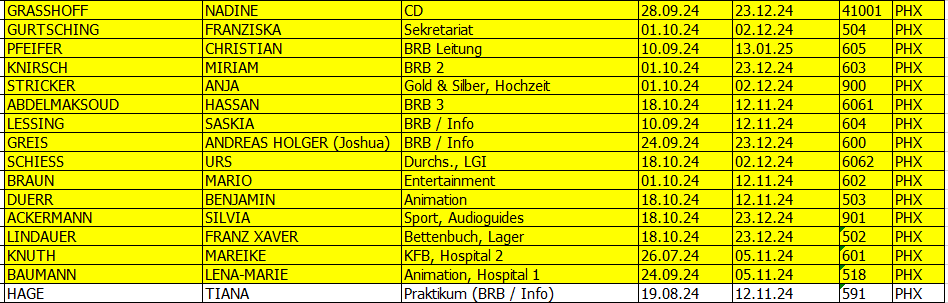 GRASSHOFF NADINE CD 28.09.24 23.12.24 41001 PHX
GURTSCHING FRANZISKA Sekretariat 01.10.24 02.12.24 504 PHX
PFEIFER CHRISTIAN BRB Leitung 10.09.24 13.01.25 605 PHX
KNIRSCH MIRIAM BRB 2 01.10.24 23.12.24 603 PHX
STRICKER ANJA Gold & Silber, Hochzeit 01.10.24 02.12.24 900 PHX
ABDELMAKSOUD HASSAN BRB 3 18.10.24 12.11.24 6061 PHX
LESSING SASKIA BRB / Info 10.09.24 12.11.24 604 PHX
GREIS ANDREAS HOLGER (Joshua) BRB / Info 24.09.24 23.12.24 600 PHX
SCHIESS URS Durchs., LGI 18.10.24 02.12.24 6062 PHX
BRAUN MARIO Entertainment 01.10.24 12.11.24 602 PHX
DUERR BENJAMIN Animation 18.10.24 12.11.24 503 PHX
ACKERMANN SILVIA Sport, Audioguides 18.10.24 23.12.24 901 PHX
LINDAUER FRANZ XAVER Bettenbuch, Lager 18.10.24 23.12.24 502 PHX
KNUTH MAREIKE KFB, Hospital 2 26.07.24 05.11.24 601 PHX
BAUMANN LENA-MARIE Animation, Hospital 1 24.09.24 05.11.24 518 PHX
HAGE TIANA Praktikum (BRB / Info) 19.08.24 12.11.24 591 PHX